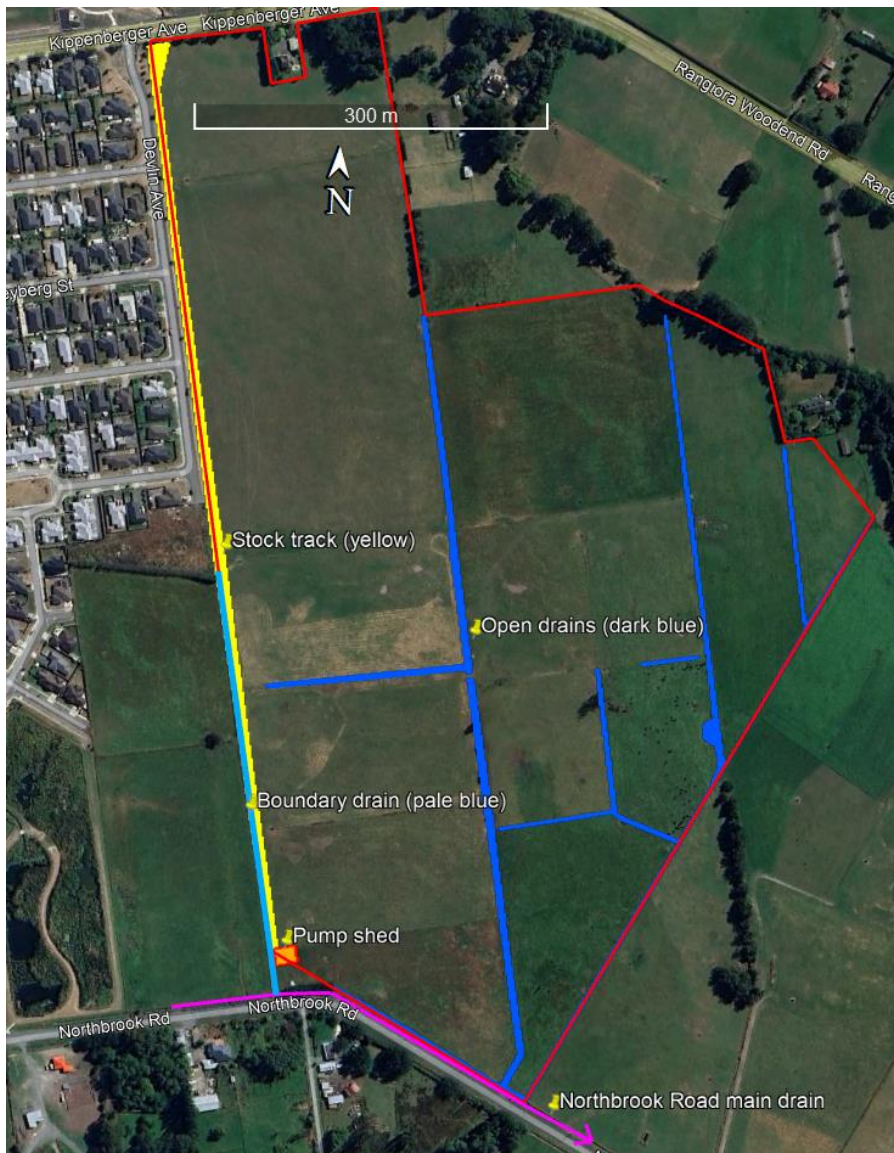 Kippenberger Ave
Kippenberger Ave
Rangiora Woodend Rd
300 m
N
Devlin Ave
Stock track (yellow)
Open drains (dark blue)
Boundary drain (pale blue)
Pump shed
Northbrook Rd
Northbrook Rd
Northbrook Road main drain